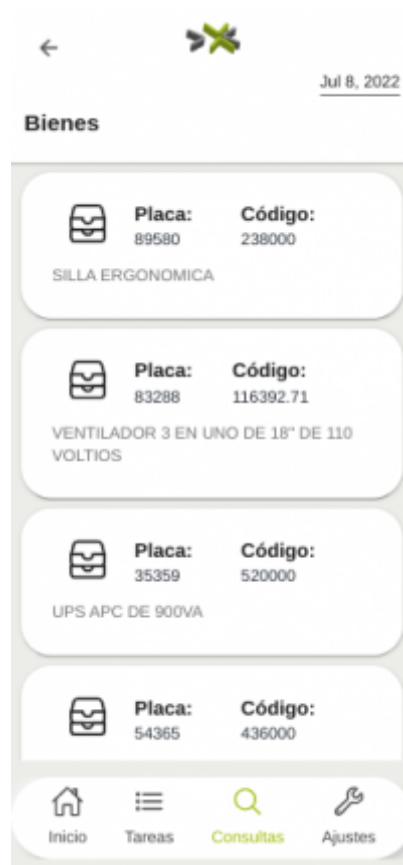 Jul 8, 2022
Bienes
Placa: Código:
89580 238000
SILLA ERGONOMICA
Placa: Código:
83288 116392.71
VENTILADOR 3 EN UNO DE 18" DE 110
VOLTIOS
Placa: Código:
35359 520000
UPS APC DE 900VA
Placa: Código:
54365 436000
Inicio Tareas Consultas Ajustes